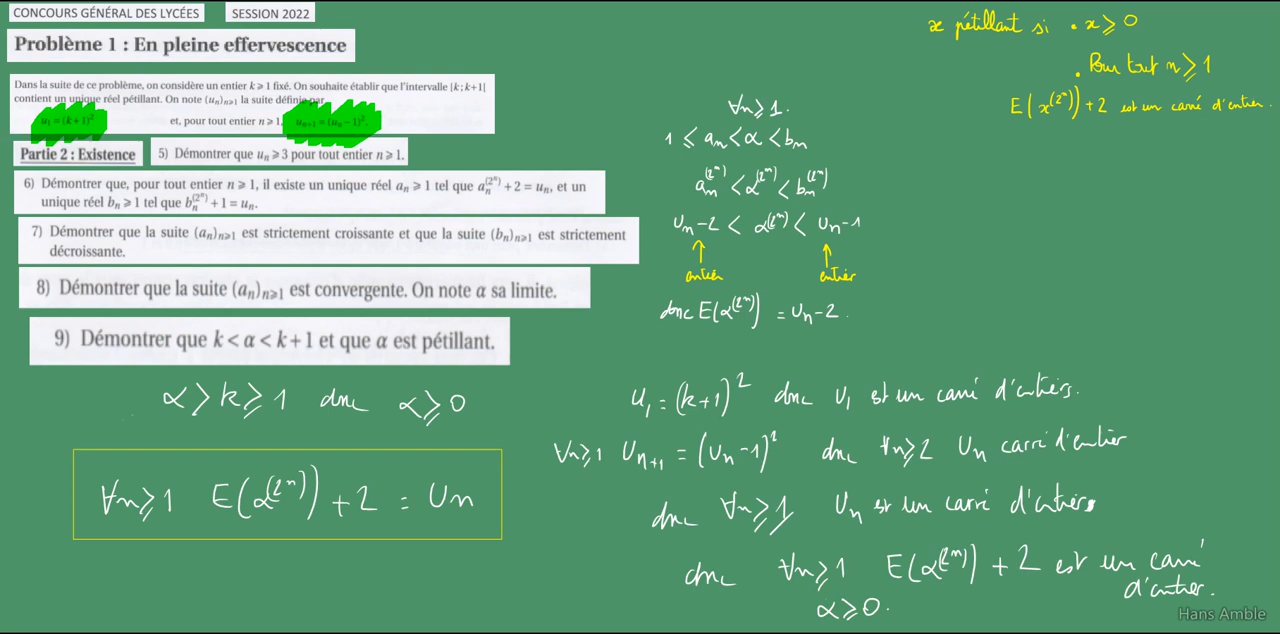 CONCOURS GÉNÉRAL DES LYCÉES SESSION 2022
Problème 1 : En pleine effervescence
Dans la suite de ce problème, on considère un entier k ⩾ 1 fixé. On souhaite établir que l'intervalle ]k ; k+1[
contient un unique réel pétillant. On note (uₙ)ₙ⩾₁ la suite définie par
u₁ = (k+1)² et, pour tout entier n ⩾ 1, uₙ₊₁ = (uₙ − 1)².
Partie 2 : Existence 5) Démontrer que uₙ ⩾ 3 pour tout entier n ⩾ 1.
6) Démontrer que, pour tout entier n ⩾ 1, il existe un unique réel aₙ ⩾ 1 tel que aₙ^(2ⁿ) + 2 = uₙ, et un
unique réel bₙ ⩾ 1 tel que bₙ^(2ⁿ) + 1 = uₙ.
7) Démontrer que la suite (aₙ)ₙ⩾₁ est strictement croissante et que la suite (bₙ)ₙ⩾₁ est strictement
décroissante.
8) Démontrer que la suite (aₙ)ₙ⩾₁ est convergente. On note α sa limite.
9) Démontrer que k < α < k+1 et que α est pétillant.
α > k ⩾ 1 donc α ⩾ 0
∀n⩾1 E(α^(2ⁿ)) + 2 = Uₙ
x pétillant si • x ⩾ 0
• Pour tout n ⩾ 1
E(x^(2ⁿ)) + 2 est un carré d'entier.
∀n⩾1.
1 ⩽ aₙ < α < bₙ
aₙ^(2ⁿ) < α^(2ⁿ) < bₙ^(2ⁿ)
Uₙ−2 < α^(2ⁿ) < Uₙ−1
↑ ↑
entier entier
donc E(α^(2ⁿ)) = Uₙ−2.
U₁ = (k+1)² donc U₁ est un carré d'entiers.
∀n⩾1 Uₙ₊₁ = (Uₙ−1)² donc ∀n⩾2 Uₙ carré d'entier
donc ∀n⩾1 Uₙ est un carré d'entiers
donc ∀n⩾1 E(α^(2ⁿ)) + 2 est un carré
d'entier.
α⩾0.
Hans Amble